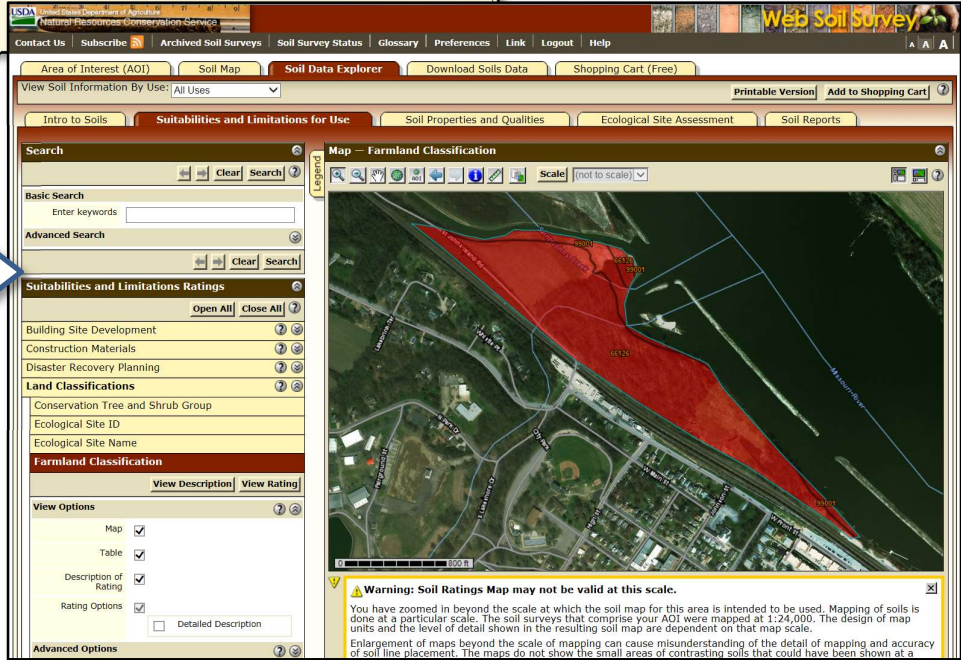 USDA United States Department of Agriculture
Natural Resources Conservation Service
Web Soil Survey
Contact Us | Subscribe | Archived Soil Surveys | Soil Survey Status | Glossary | Preferences | Link | Logout | Help
A A A
Area of Interest (AOI) Soil Map Soil Data Explorer Download Soils Data Shopping Cart (Free)
View Soil Information By Use: All Uses
Printable Version Add to Shopping Cart
Intro to Soils Suitabilities and Limitations for Use Soil Properties and Qualities Ecological Site Assessment Soil Reports
Search
Clear Search
Basic Search
Enter keywords
Advanced Search
Clear Search
Suitabilities and Limitations Ratings
Open All Close All
Building Site Development
Construction Materials
Disaster Recovery Planning
Land Classifications
Conservation Tree and Shrub Group
Ecological Site ID
Ecological Site Name
Farmland Classification
View Description View Rating
View Options
Map
Table
Description of
Rating
Rating Options
Detailed Description
Advanced Options
Legend
Map — Farmland Classification
AOI
Scale (not to scale)
99001
66126
99001
66126
99001
Missouri-River
Lakeshore-Dr
City Park
Fairground St
W Main St
W Front St
0 800 ft
Warning: Soil Ratings Map may not be valid at this scale.
You have zoomed in beyond the scale at which the soil map for this area is intended to be used. Mapping of soils is
done at a particular scale. The soil surveys that comprise your AOI were mapped at 1:24,000. The design of map
units and the level of detail shown in the resulting soil map are dependent on that map scale.
Enlargement of maps beyond the scale of mapping can cause misunderstanding of the detail of mapping and accuracy
of soil line placement. The maps do not show the small areas of contrasting soils that could have been shown at a